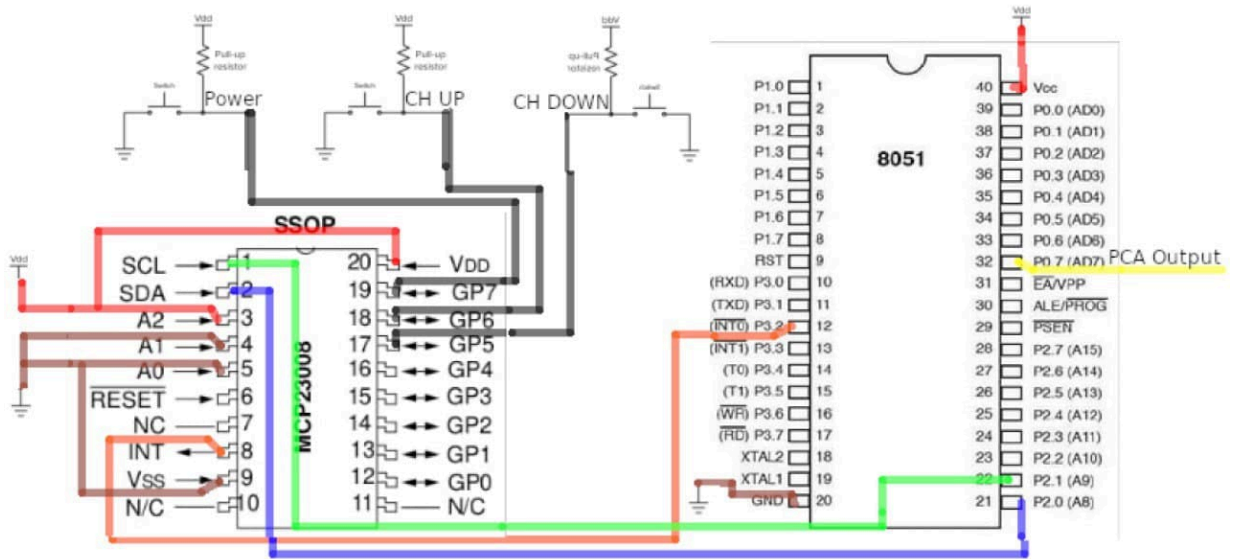 Vdd
Pull-up
resistor
Switch
Power
Vdd
Pull-up
resistor
Switch
CH UP
Vdd
Pull-up
resistor
Switch
CH DOWN
SSOP
MCP23008
SCL 1
SDA 2
A2 3
A1 4
A0 5
RESET 6
NC 7
INT 8
VSS 9
N/C 10
20 VDD
19 GP7
18 GP6
17 GP5
16 GP4
15 GP3
14 GP2
13 GP1
12 GP0
11 N/C
Vdd
8051
P1.0 1
P1.1 2
P1.2 3
P1.3 4
P1.4 5
P1.5 6
P1.6 7
P1.7 8
RST 9
(RXD) P3.0 10
(TXD) P3.1 11
(INT0) P3.2 12
(INT1) P3.3 13
(T0) P3.4 14
(T1) P3.5 15
(WR) P3.6 16
(RD) P3.7 17
XTAL2 18
XTAL1 19
GND 20
Vdd
40 Vcc
39 P0.0 (AD0)
38 P0.1 (AD1)
37 P0.2 (AD2)
36 P0.3 (AD3)
35 P0.4 (AD4)
34 P0.5 (AD5)
33 P0.6 (AD6)
32 P0.7 (AD7) PCA Output
31 EA/VPP
30 ALE/PROG
29 PSEN
28 P2.7 (A15)
27 P2.6 (A14)
26 P2.5 (A13)
25 P2.4 (A12)
24 P2.3 (A11)
23 P2.2 (A10)
22 P2.1 (A9)
21 P2.0 (A8)